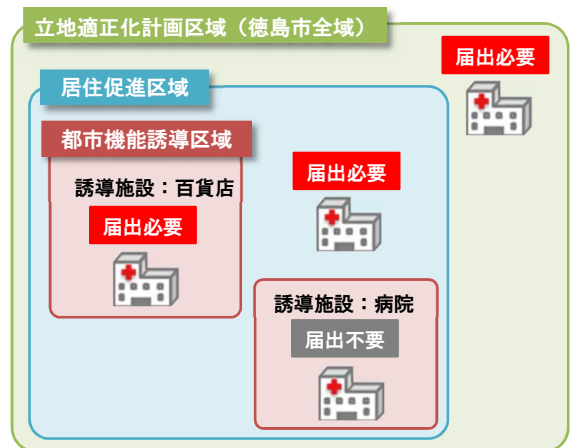 立地適正化計画区域（徳島市全域）
届出必要
居住促進区域
都市機能誘導区域
誘導施設：百貨店
届出必要
届出必要
誘導施設：病院
届出不要